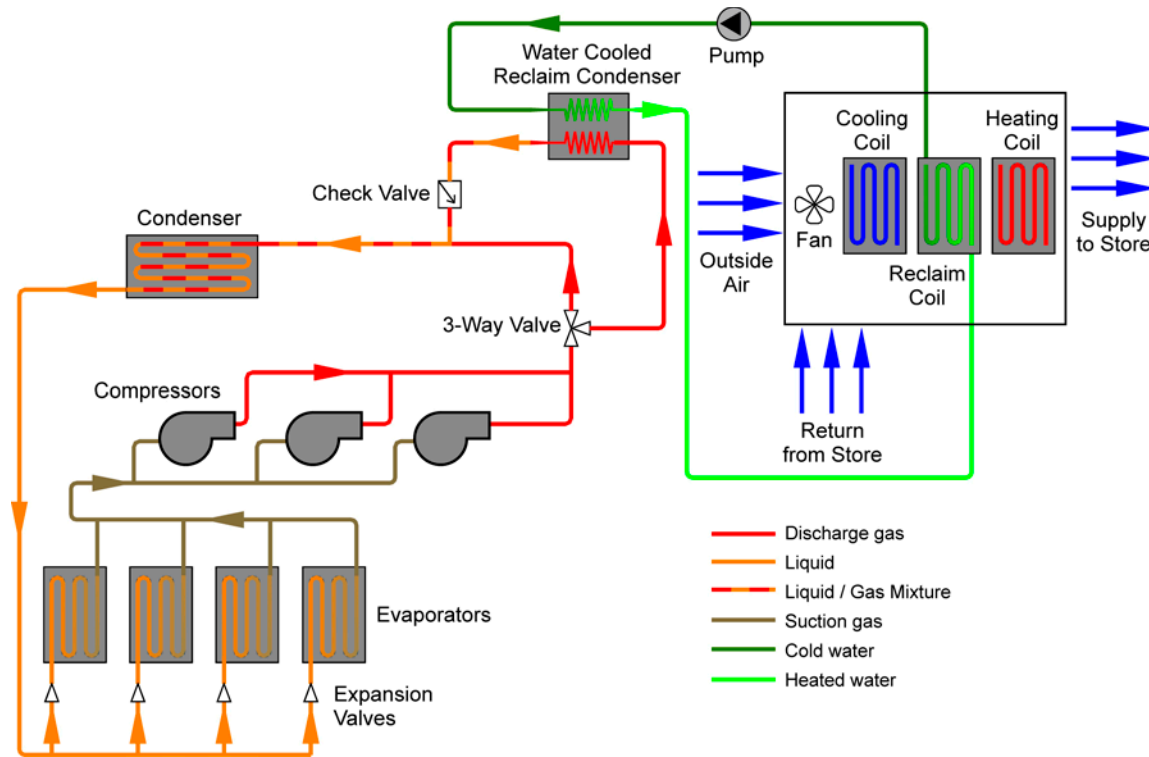 Pump
Water Cooled
Reclaim Condenser
Cooling
Coil
Heating
Coil
Check Valve
Condenser
Fan
Outside
Air
Reclaim
Coil
Supply
to Store
3-Way Valve
Compressors
Return
from Store
Evaporators
Expansion
Valves
Discharge gas
Liquid
Liquid / Gas Mixture
Suction gas
Cold water
Heated water